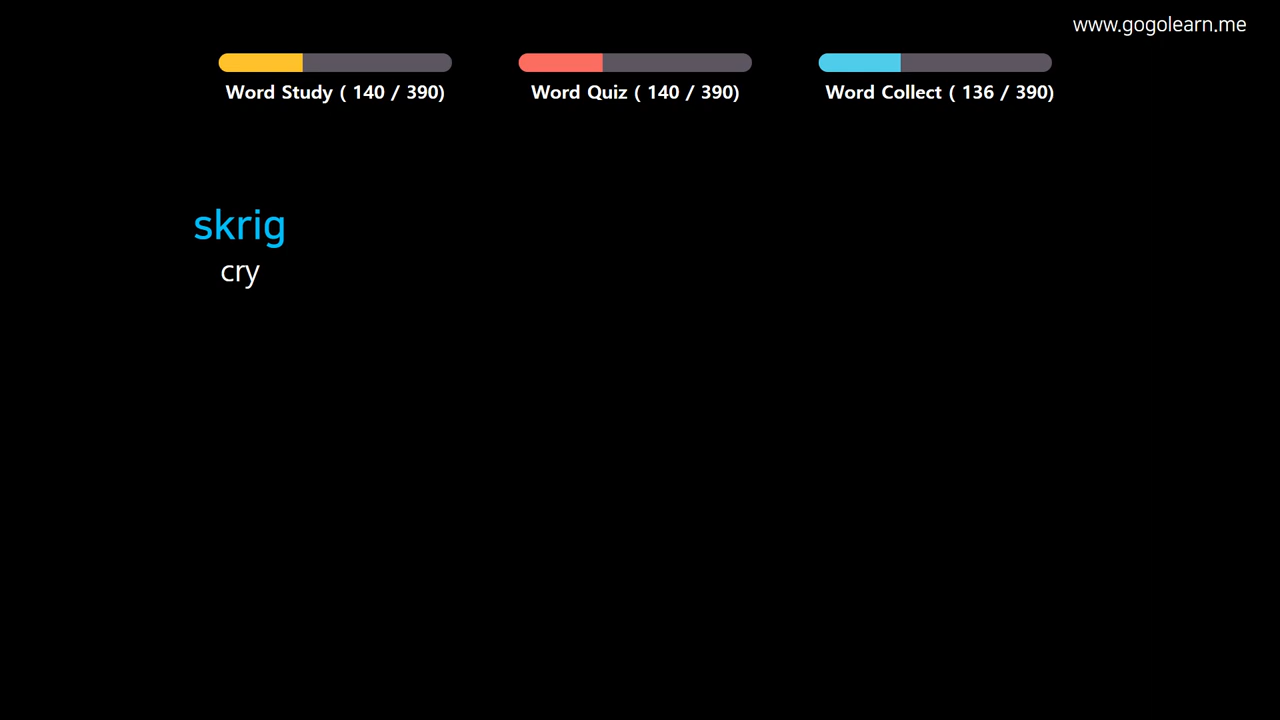 www.gogolearn.me
Word Study ( 140 / 390)
Word Quiz ( 140 / 390)
Word Collect ( 136 / 390)
skrig
cry